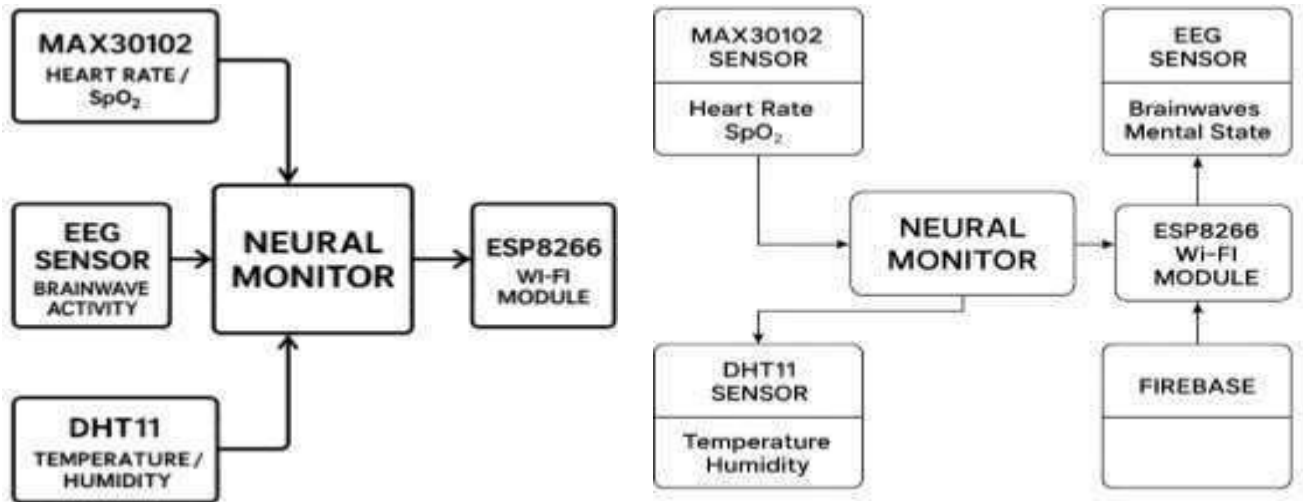 MAX30102
HEART RATE /
SpO₂
EEG
SENSOR
BRAINWAVE
ACTIVITY
NEURAL
MONITOR
ESP8266
WI-FI
MODULE
DHT11
TEMPERATURE /
HUMIDITY
MAX30102
SENSOR
Heart Rate
SpO₂
EEG
SENSOR
Brainwaves
Mental State
NEURAL
MONITOR
ESP8266
Wi-FI
MODULE
DHT11
SENSOR
Temperature
Humidity
FIREBASE